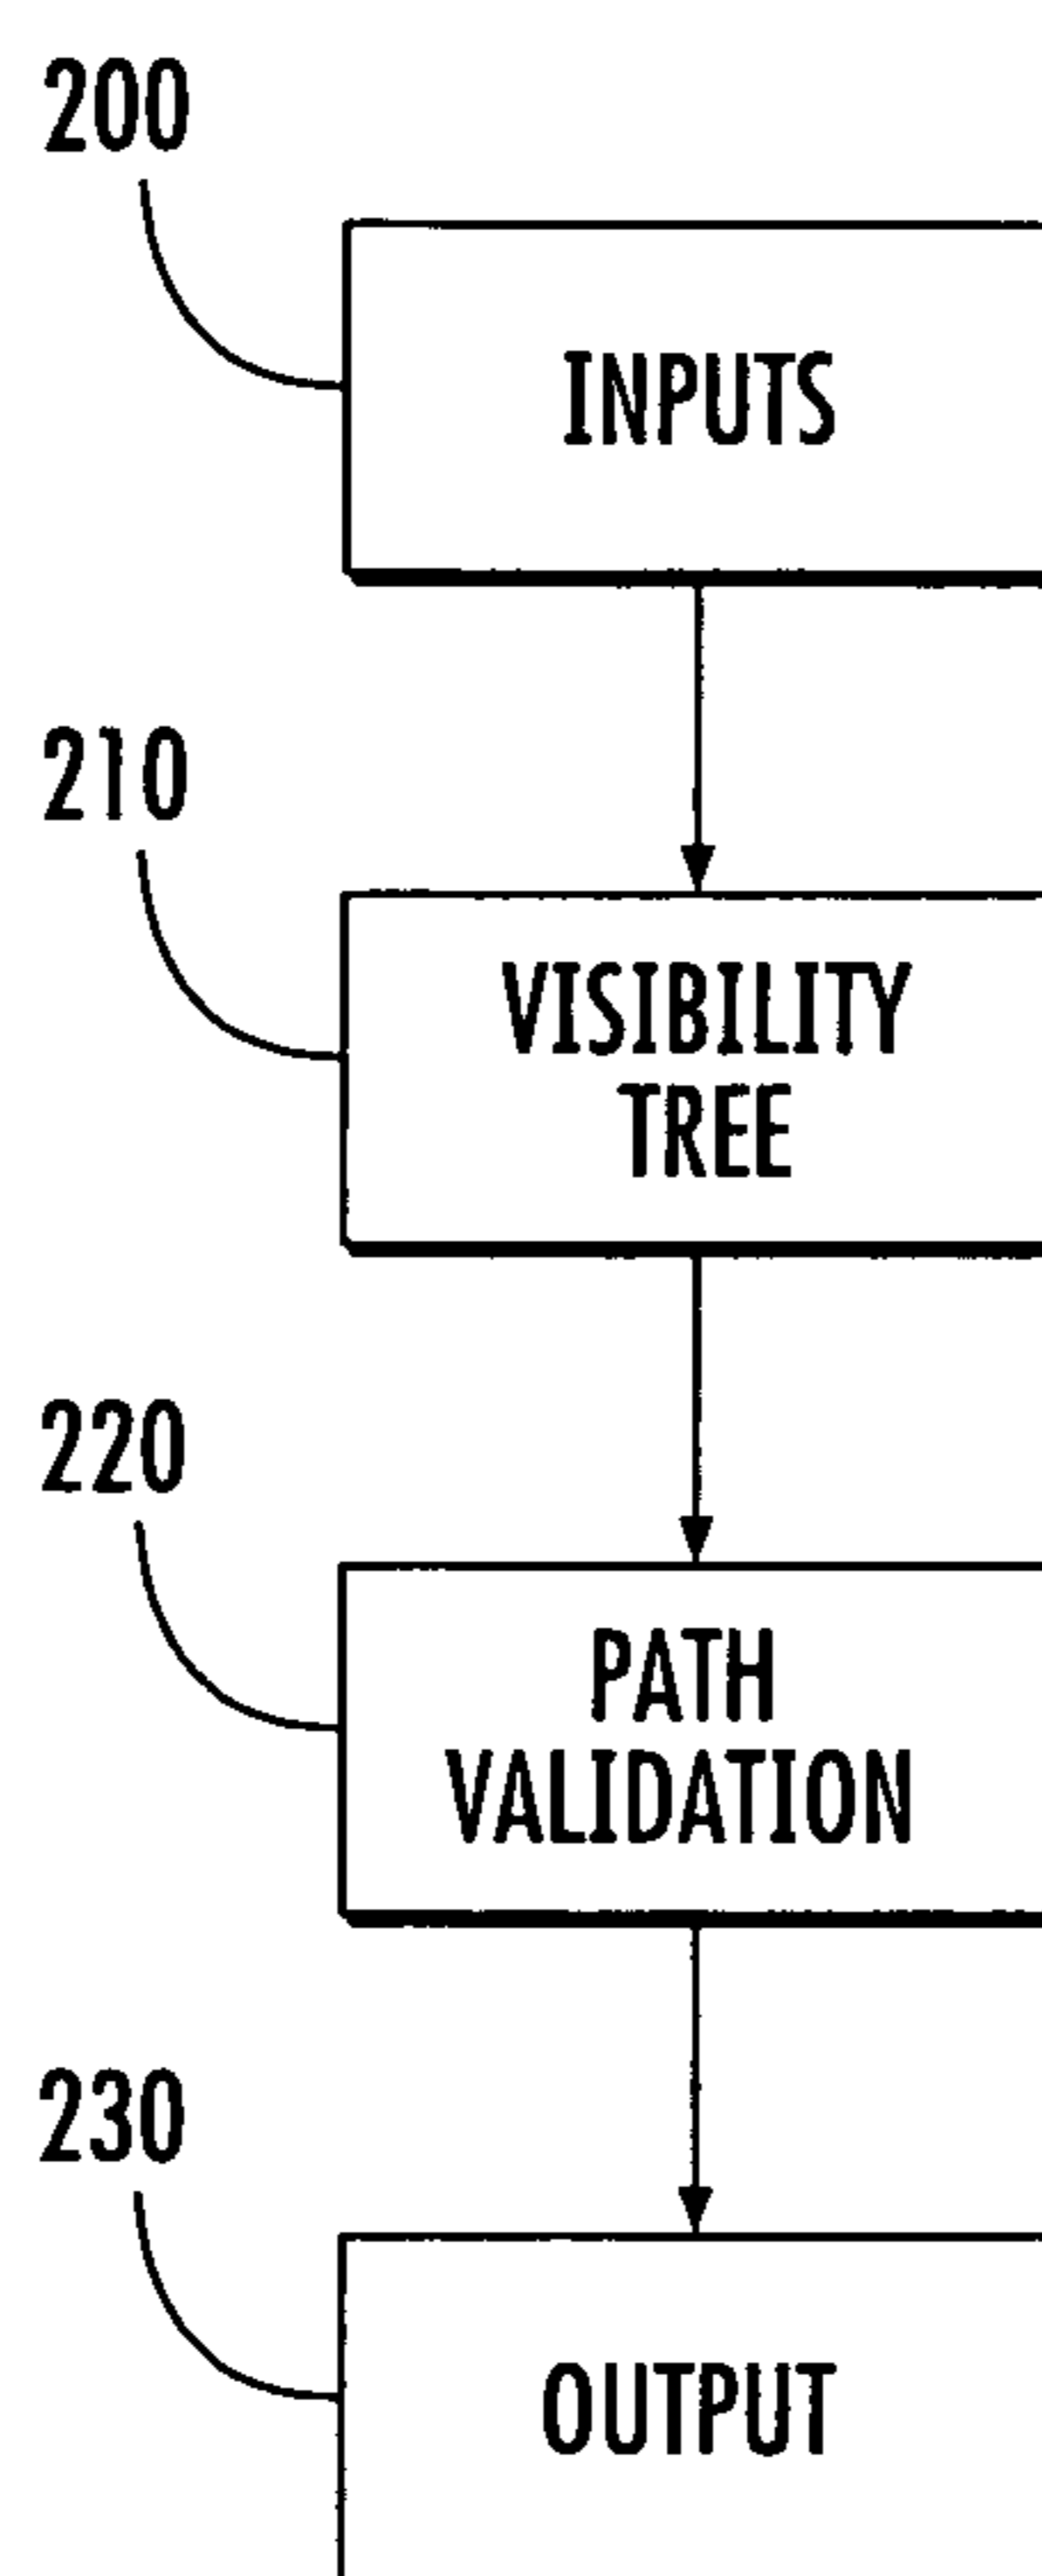 200
INPUTS
210
VISIBILITY
TREE
220
PATH
VALIDATION
230
OUTPUT